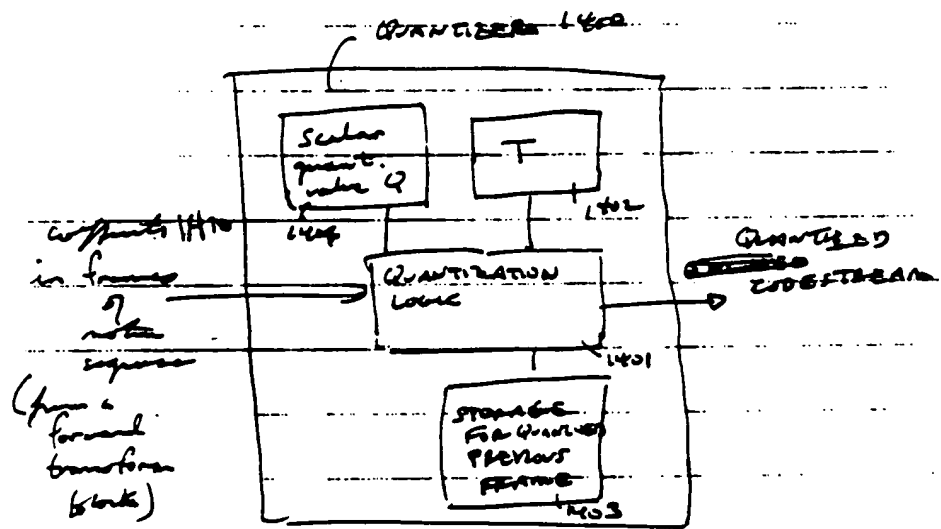 QUANTIZER 1400
Scalar
quant.
value Q
1404
T
1402
coefficients
in frames
of
motion
sequence
(from a
forward
transform
block)
QUANTIZATION
LOGIC
1401
QUANTIZED
CODESTREAM
STORAGE
FOR QUANTIZED
PREVIOUS
FRAME
1403